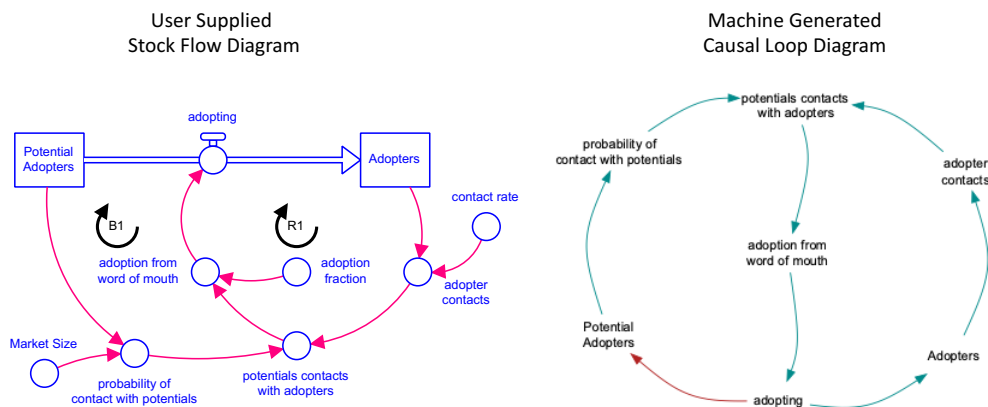 User Supplied
Stock Flow Diagram
adopting
Potential
Adopters
Adopters
contact rate
B1
R1
adoption from
word of mouth
adoption
fraction
adopter
contacts
Market Size
probability of
contact with potentials
potentials contacts
with adopters
Machine Generated
Causal Loop Diagram
potentials contacts
with adopters
probability of
contact with potentials
adopter
contacts
adoption from
word of mouth
Potential
Adopters
Adopters
adopting